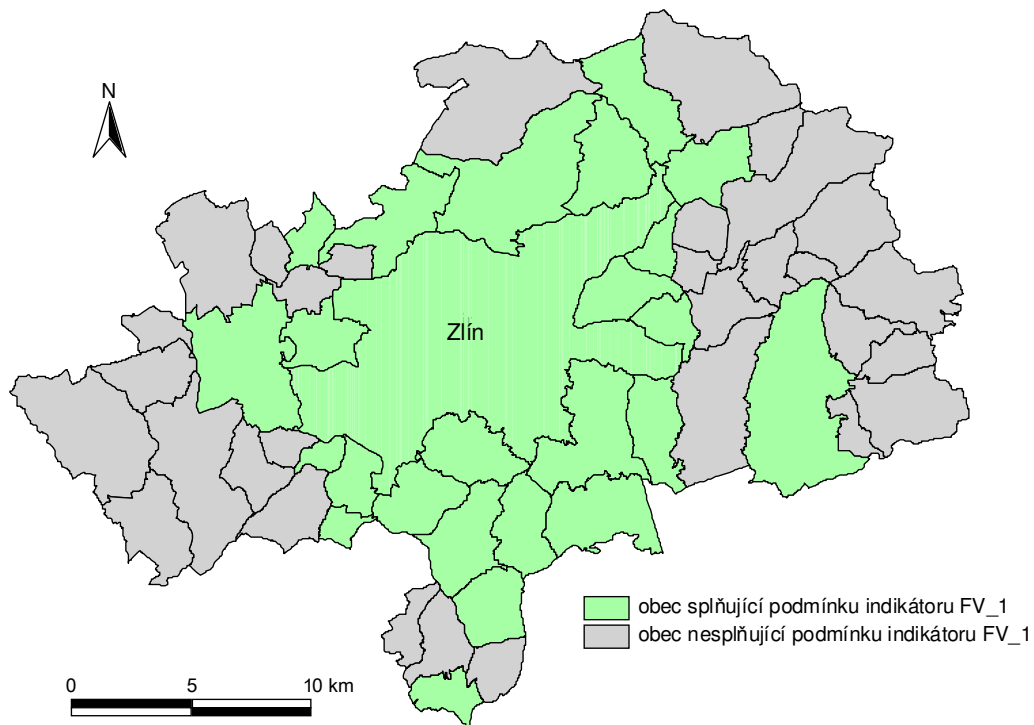 N
Zlín
obec splňující podmínku indikátoru FV_1
obec nesplňující podmínku indikátoru FV_1
0 5 10 km